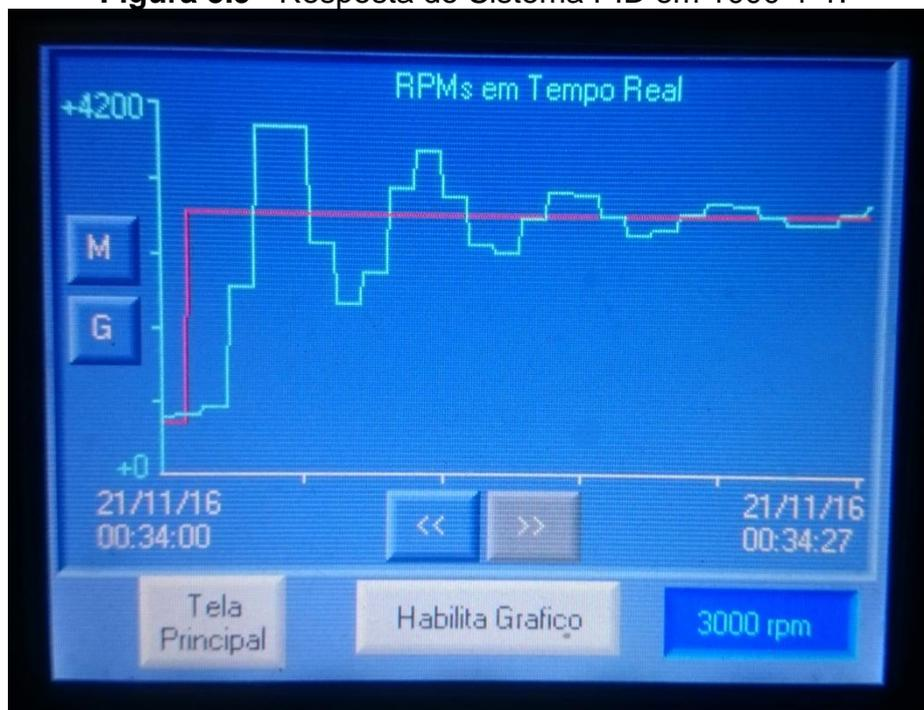 RPMs em Tempo Real
+4200
M
G
+0
21/11/16
00:34:00
<<
>>
21/11/16
00:34:27
Tela
Principal
Habilita Grafico
3000 rpm